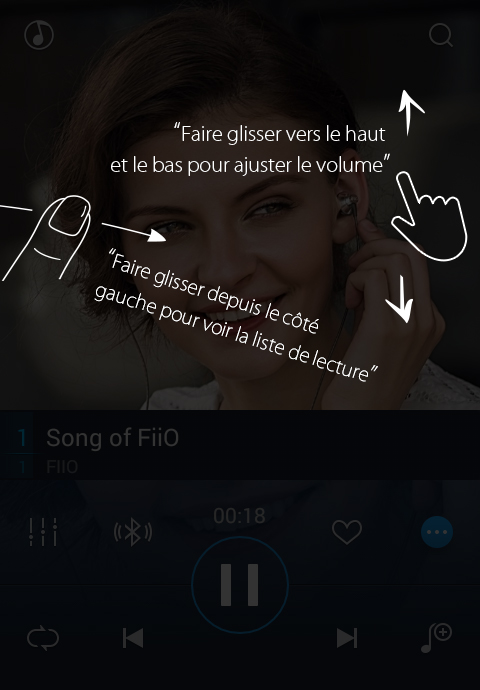 “Faire glisser vers le haut
et le bas pour ajuster le volume”
“Faire glisser depuis le côté
gauche pour voir la liste de lecture”
1 Song of FiiO
1 FIIO
00:18